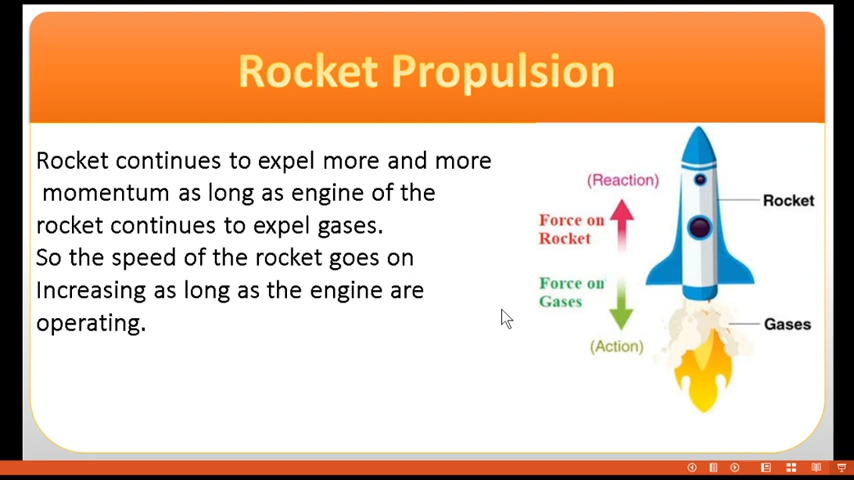 Rocket Propulsion
Rocket continues to expel more and more
momentum as long as engine of the
rocket continues to expel gases.
So the speed of the rocket goes on
Increasing as long as the engine are
operating.
(Reaction)
Rocket
Force on
Rocket
Force on
Gases
Gases
(Action)